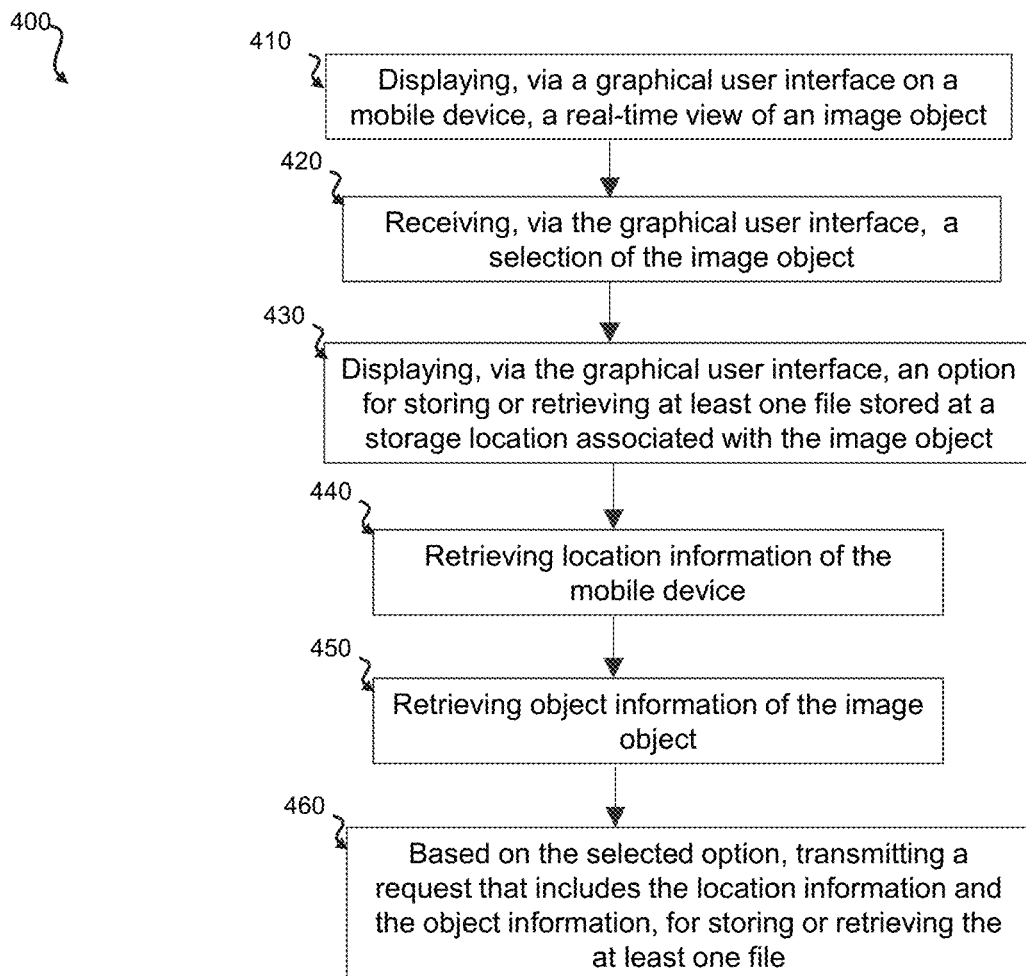 400
410
Displaying, via a graphical user interface on a
mobile device, a real-time view of an image object
420
Receiving, via the graphical user interface, a
selection of the image object
430
Displaying, via the graphical user interface, an option
for storing or retrieving at least one file stored at a
storage location associated with the image object
440
Retrieving location information of the
mobile device
450
Retrieving object information of the image
object
460
Based on the selected option, transmitting a
request that includes the location information and
the object information, for storing or retrieving the
at least one file